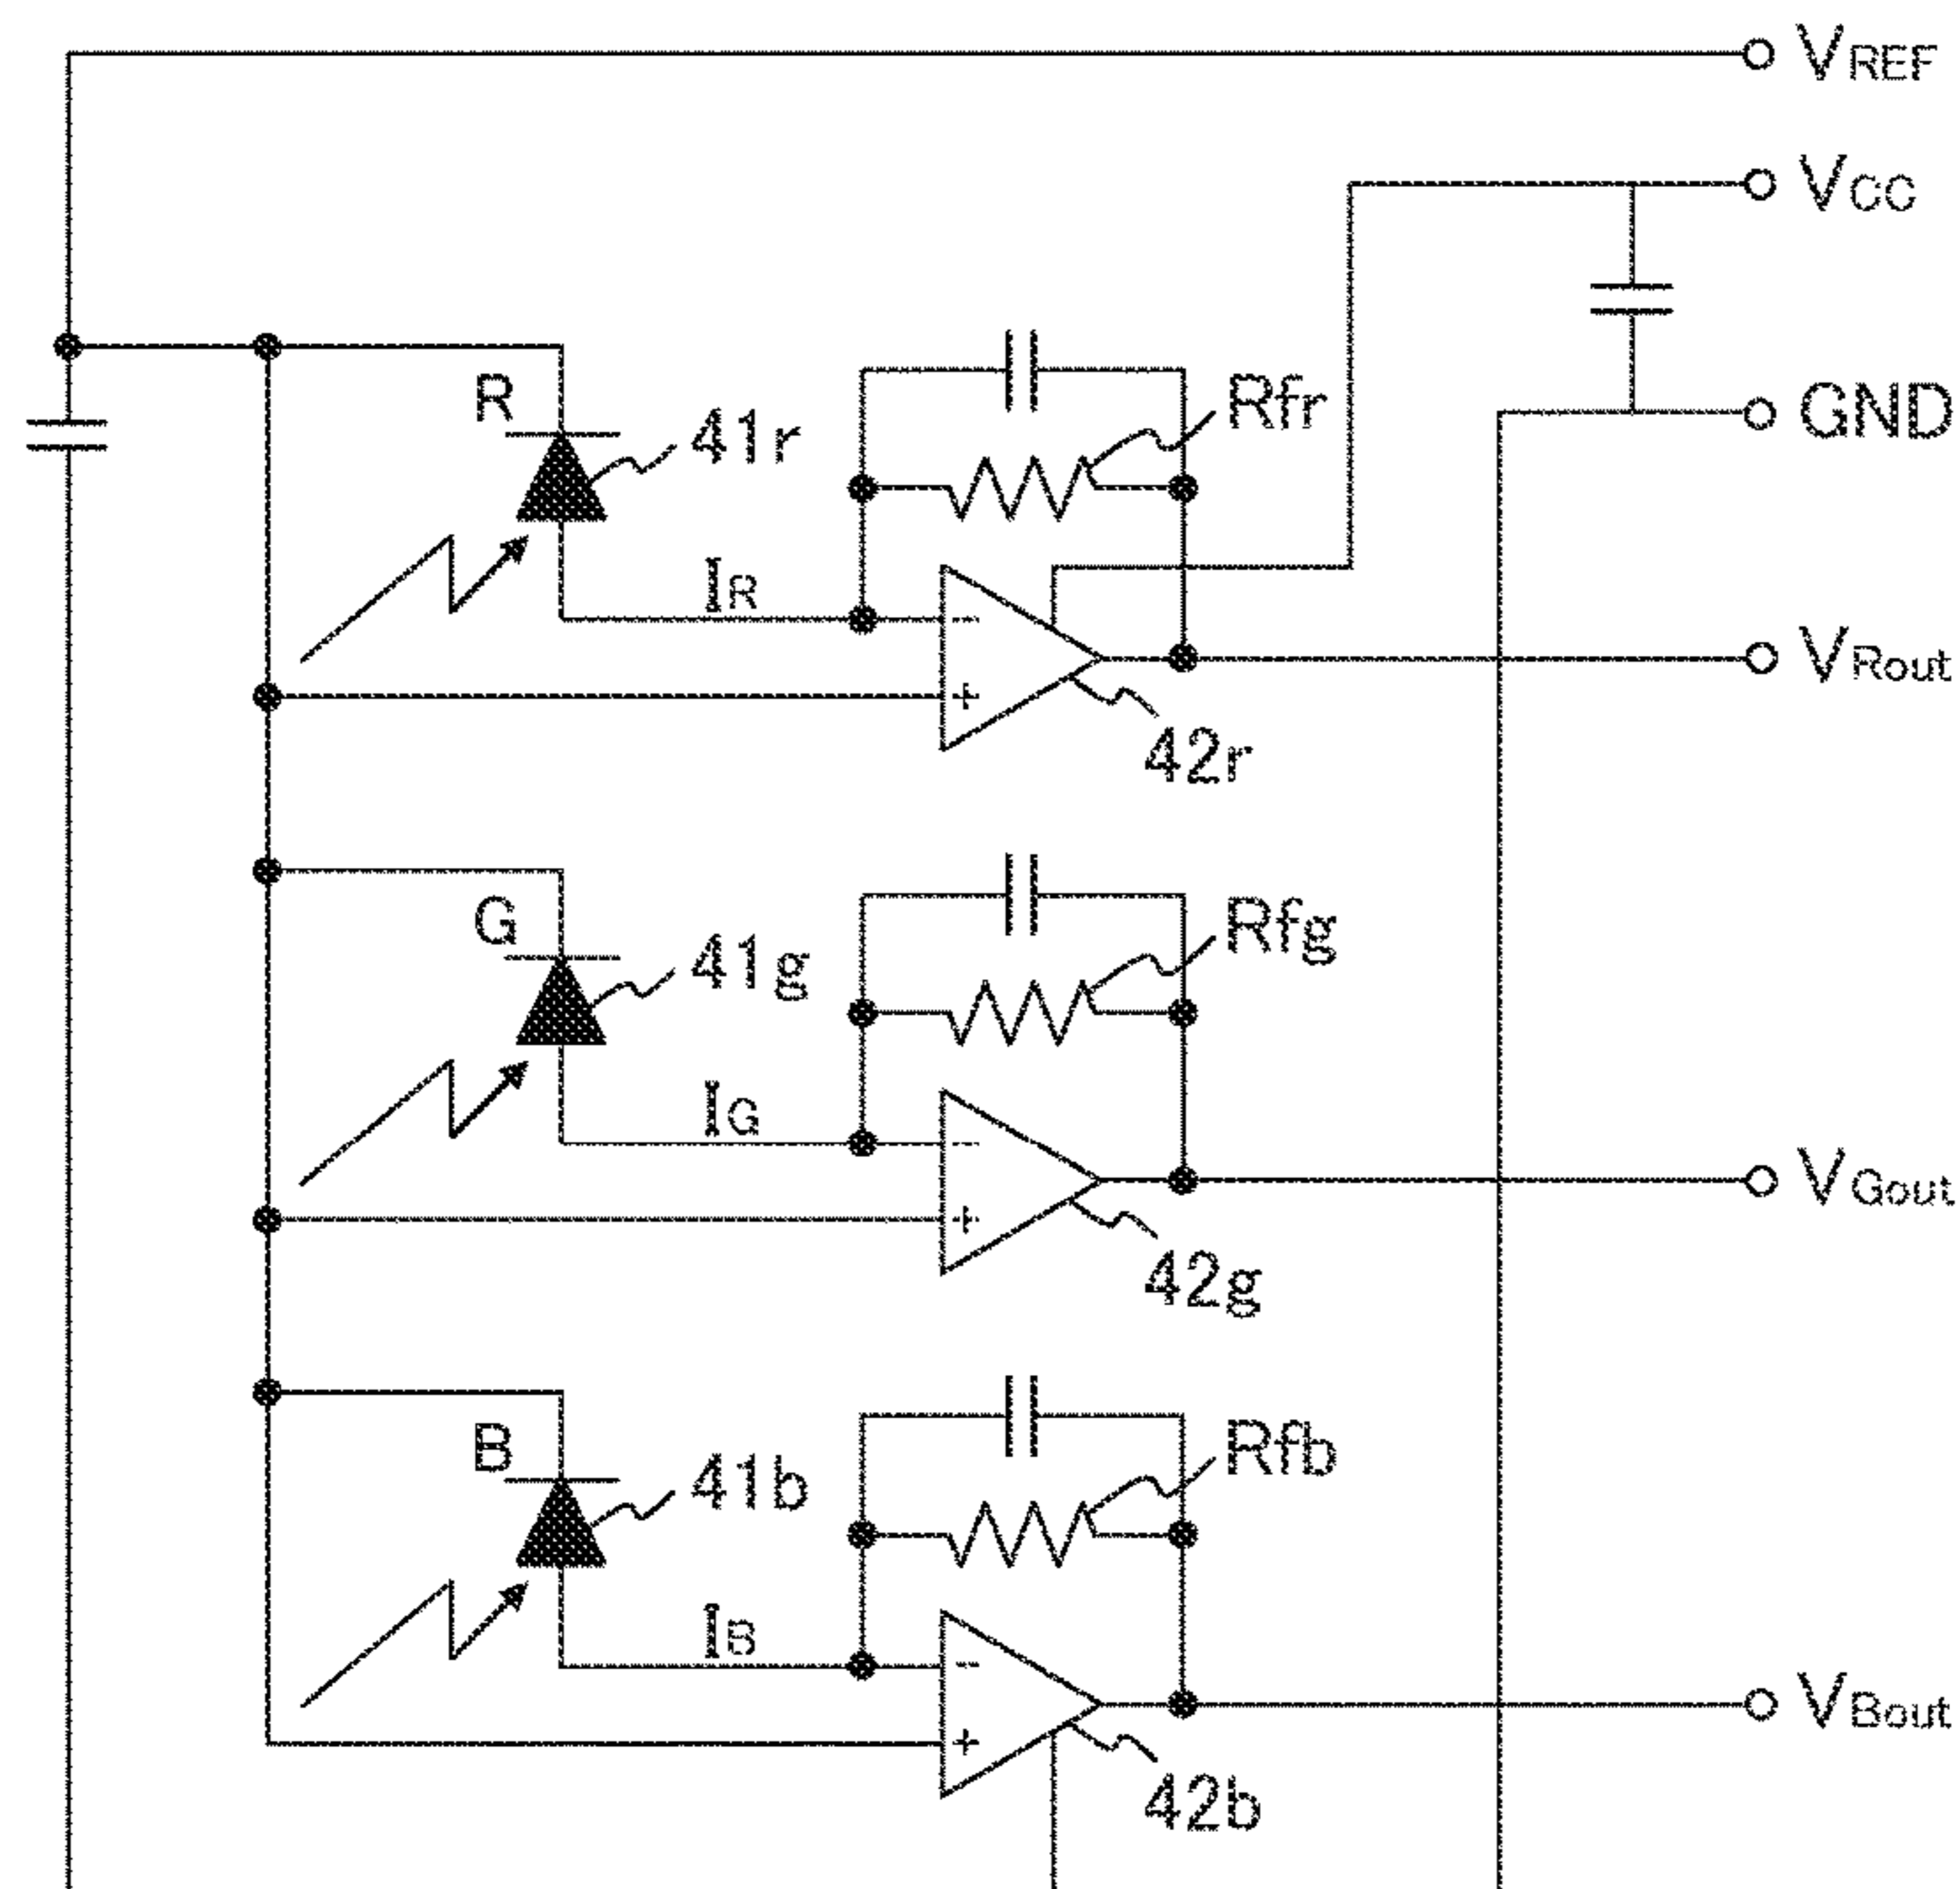 VREF
VCC
GND
R
41r
Rfr
IR
-
+
VRout
42r
G
41g
Rfg
IG
-
+
VGout
42g
B
41b
Rfb
IB
-
+
VBout
42b